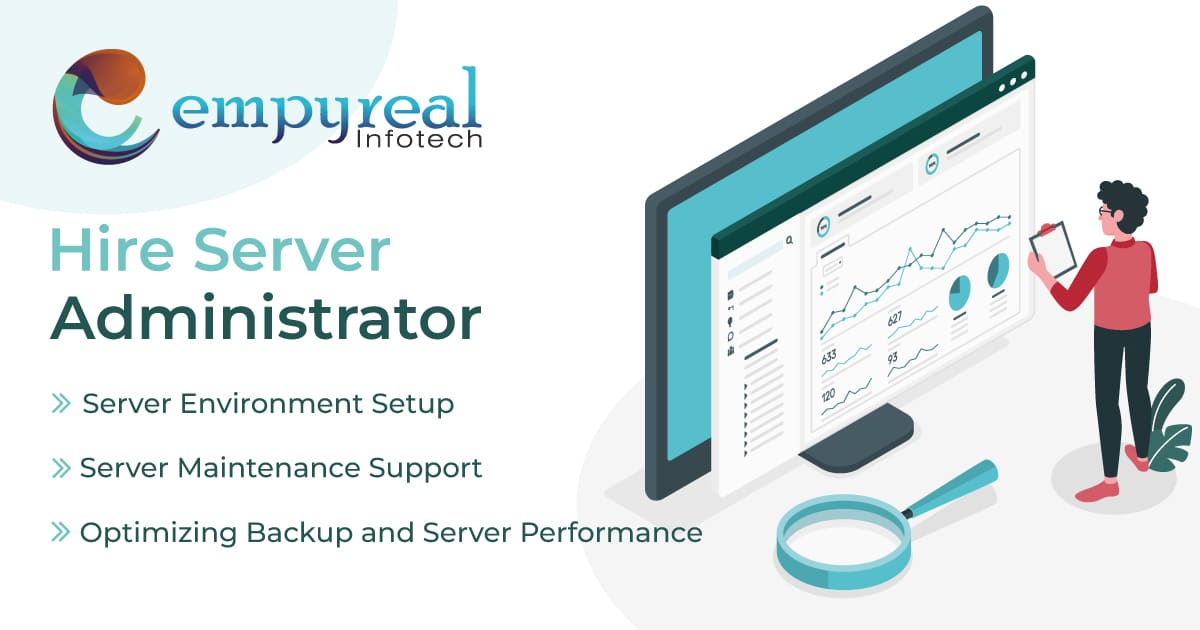 empyreal
Infotech
Hire Server
Administrator
Server Environment Setup
Server Maintenance Support
Optimizing Backup and Server Performance
633
627
120
93